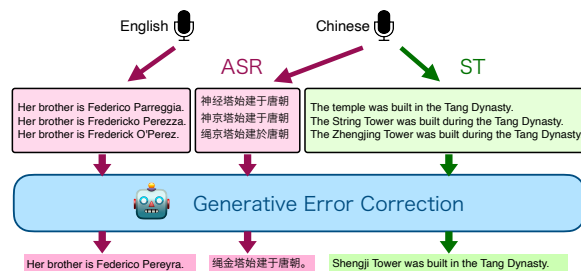 English
Chinese
ASR
ST
Her brother is Federico Parreggia.
Her brother is Fredericko Perezza.
Her brother is Frederick O'Perez.
神经塔始建于唐朝
神京塔始建于唐朝
绳京塔始建於唐朝
The temple was built in the Tang Dynasty.
The String Tower was built during the Tang Dynasty.
The Zhengjing Tower was built during the Tang Dynasty
Generative Error Correction
Her brother is Federico Pereyra.
绳金塔始建于唐朝。
Shengji Tower was built in the Tang Dynasty.